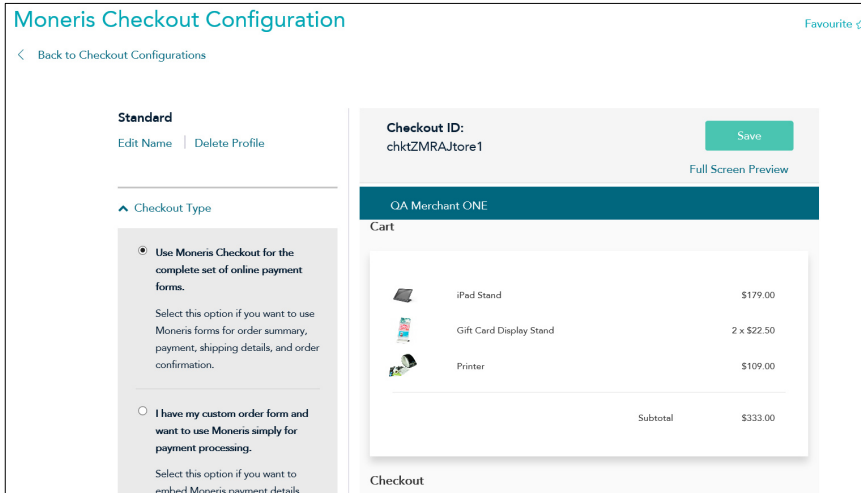 Moneris Checkout Configuration
Favourite
Back to Checkout Configurations
Standard
Edit Name | Delete Profile
Checkout Type
Use Moneris Checkout for the
complete set of online payment
forms.
Select this option if you want to use
Moneris forms for order summary,
payment, shipping details, and order
confirmation.
I have my custom order form and
want to use Moneris simply for
payment processing.
Select this option if you want to
embed Moneris payment details
Checkout ID:
chktZMRAJtore1
Save
Full Screen Preview
QA Merchant ONE
Cart
iPad Stand $179.00
Gift Card Display Stand 2 x $22.50
Printer $109.00
Subtotal $333.00
Checkout